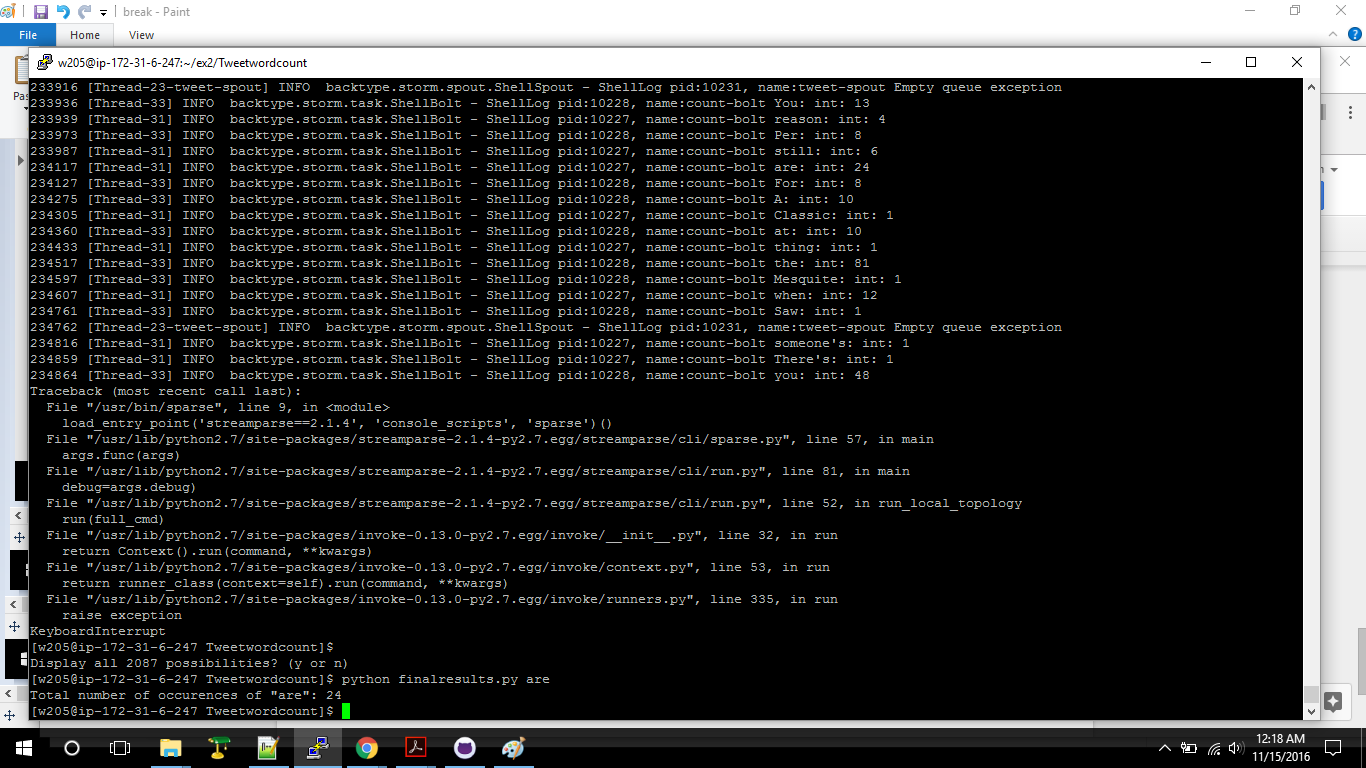 break - Paint
File
Home
View
w205@ip-172-31-6-247:~/ex2/Tweetwordcount
233916 [Thread-23-tweet-spout] INFO  backtype.storm.spout.ShellSpout - ShellLog pid:10231, name:tweet-spout Empty queue exception
233936 [Thread-33] INFO  backtype.storm.task.ShellBolt - ShellLog pid:10228, name:count-bolt You: int: 13
233939 [Thread-31] INFO  backtype.storm.task.ShellBolt - ShellLog pid:10227, name:count-bolt reason: int: 4
233973 [Thread-33] INFO  backtype.storm.task.ShellBolt - ShellLog pid:10228, name:count-bolt Per: int: 8
233987 [Thread-31] INFO  backtype.storm.task.ShellBolt - ShellLog pid:10227, name:count-bolt still: int: 6
234117 [Thread-31] INFO  backtype.storm.task.ShellBolt - ShellLog pid:10227, name:count-bolt are: int: 24
234127 [Thread-33] INFO  backtype.storm.task.ShellBolt - ShellLog pid:10228, name:count-bolt For: int: 8
234275 [Thread-33] INFO  backtype.storm.task.ShellBolt - ShellLog pid:10228, name:count-bolt A: int: 10
234305 [Thread-31] INFO  backtype.storm.task.ShellBolt - ShellLog pid:10227, name:count-bolt Classic: int: 1
234360 [Thread-33] INFO  backtype.storm.task.ShellBolt - ShellLog pid:10228, name:count-bolt at: int: 10
234433 [Thread-31] INFO  backtype.storm.task.ShellBolt - ShellLog pid:10227, name:count-bolt thing: int: 1
234517 [Thread-33] INFO  backtype.storm.task.ShellBolt - ShellLog pid:10228, name:count-bolt the: int: 81
234597 [Thread-33] INFO  backtype.storm.task.ShellBolt - ShellLog pid:10228, name:count-bolt Mesquite: int: 1
234607 [Thread-31] INFO  backtype.storm.task.ShellBolt - ShellLog pid:10227, name:count-bolt when: int: 12
234761 [Thread-33] INFO  backtype.storm.task.ShellBolt - ShellLog pid:10228, name:count-bolt Saw: int: 1
234762 [Thread-23-tweet-spout] INFO  backtype.storm.spout.ShellSpout - ShellLog pid:10231, name:tweet-spout Empty queue exception
234816 [Thread-31] INFO  backtype.storm.task.ShellBolt - ShellLog pid:10227, name:count-bolt someone's: int: 1
234859 [Thread-31] INFO  backtype.storm.task.ShellBolt - ShellLog pid:10227, name:count-bolt There's: int: 1
234864 [Thread-33] INFO  backtype.storm.task.ShellBolt - ShellLog pid:10228, name:count-bolt you: int: 48
Traceback (most recent call last):
  File "/usr/bin/sparse", line 9, in <module>
    load_entry_point('streamparse==2.1.4', 'console_scripts', 'sparse')()
  File "/usr/lib/python2.7/site-packages/streamparse-2.1.4-py2.7.egg/streamparse/cli/sparse.py", line 57, in main
    args.func(args)
  File "/usr/lib/python2.7/site-packages/streamparse-2.1.4-py2.7.egg/streamparse/cli/run.py", line 81, in main
    debug=args.debug)
  File "/usr/lib/python2.7/site-packages/streamparse-2.1.4-py2.7.egg/streamparse/cli/run.py", line 52, in run_local_topology
    run(full_cmd)
  File "/usr/lib/python2.7/site-packages/invoke-0.13.0-py2.7.egg/invoke/__init__.py", line 32, in run
    return Context().run(command, **kwargs)
  File "/usr/lib/python2.7/site-packages/invoke-0.13.0-py2.7.egg/invoke/context.py", line 53, in run
    return runner_class(context=self).run(command, **kwargs)
  File "/usr/lib/python2.7/site-packages/invoke-0.13.0-py2.7.egg/invoke/runners.py", line 335, in run
    raise exception
KeyboardInterrupt
[w205@ip-172-31-6-247 Tweetwordcount]$
Display all 2087 possibilities? (y or n)
[w205@ip-172-31-6-247 Tweetwordcount]$ python finalresults.py are
Total number of occurences of "are": 24
[w205@ip-172-31-6-247 Tweetwordcount]$
12:18 AM
11/15/2016